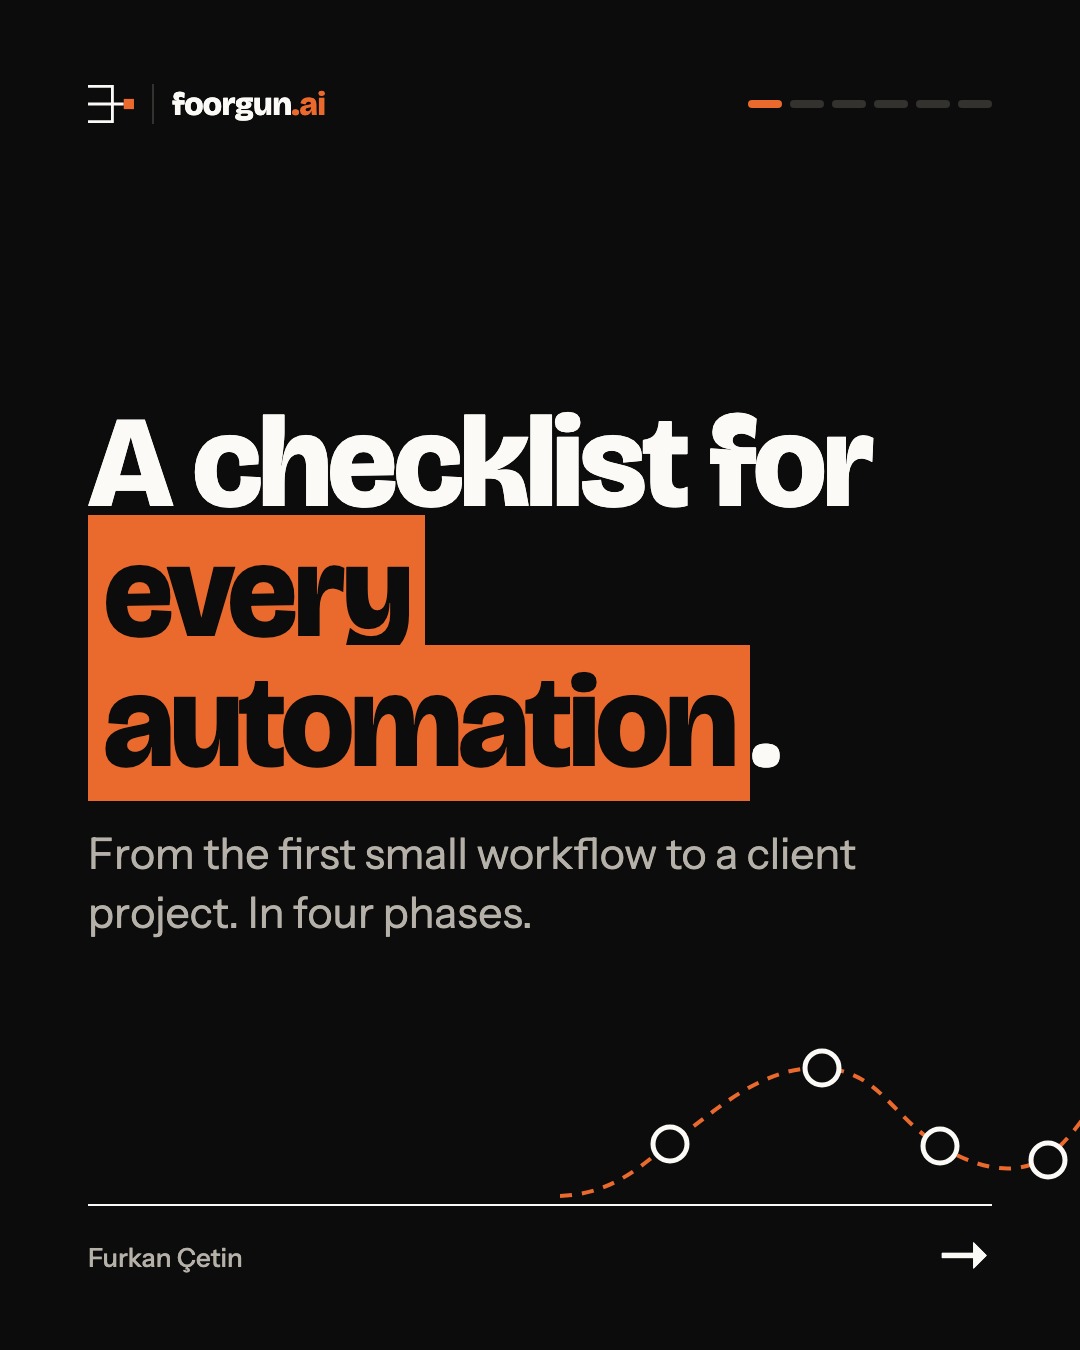 foorgun.ai
A checklist for
every
automation.
From the first small workflow to a client
project. In four phases.
Furkan Çetin